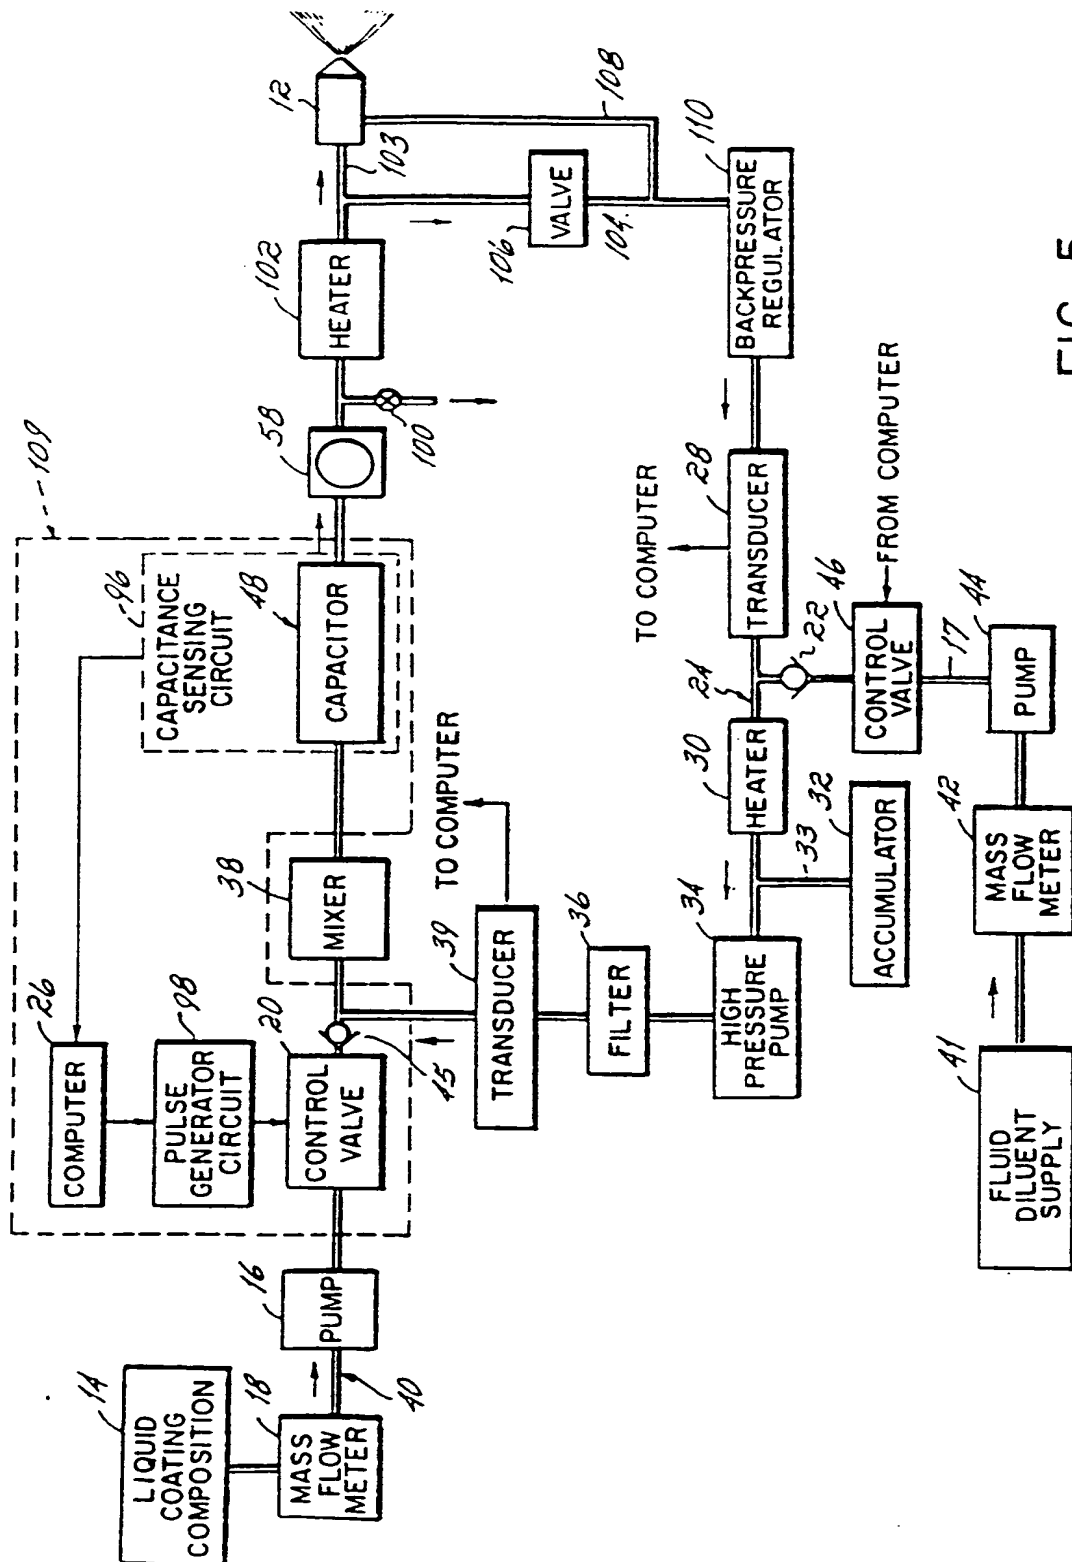 14
LIQUID
COATING
COMPOSITION
18
MASS
FLOW
METER
40
16
PUMP
26
COMPUTER
98
PULSE
GENERATOR
CIRCUIT
20
CONTROL
VALVE
45
38
MIXER
109
96
CAPACITANCE
SENSING
CIRCUIT
48
CAPACITOR
58
100
102
HEATER
103
12
108
106
VALVE
104
110
BACKPRESSURE
REGULATOR
TO COMPUTER
28
TRANSDUCER
24
22
30
HEATER
33
32
ACCUMULATOR
34
HIGH
PRESSURE
PUMP
36
FILTER
39
TRANSDUCER
TO COMPUTER
FROM COMPUTER
46
CONTROL
VALVE
17
44
PUMP
42
MASS
FLOW
METER
41
FLUID
DILUENT
SUPPLY
FIG. 5